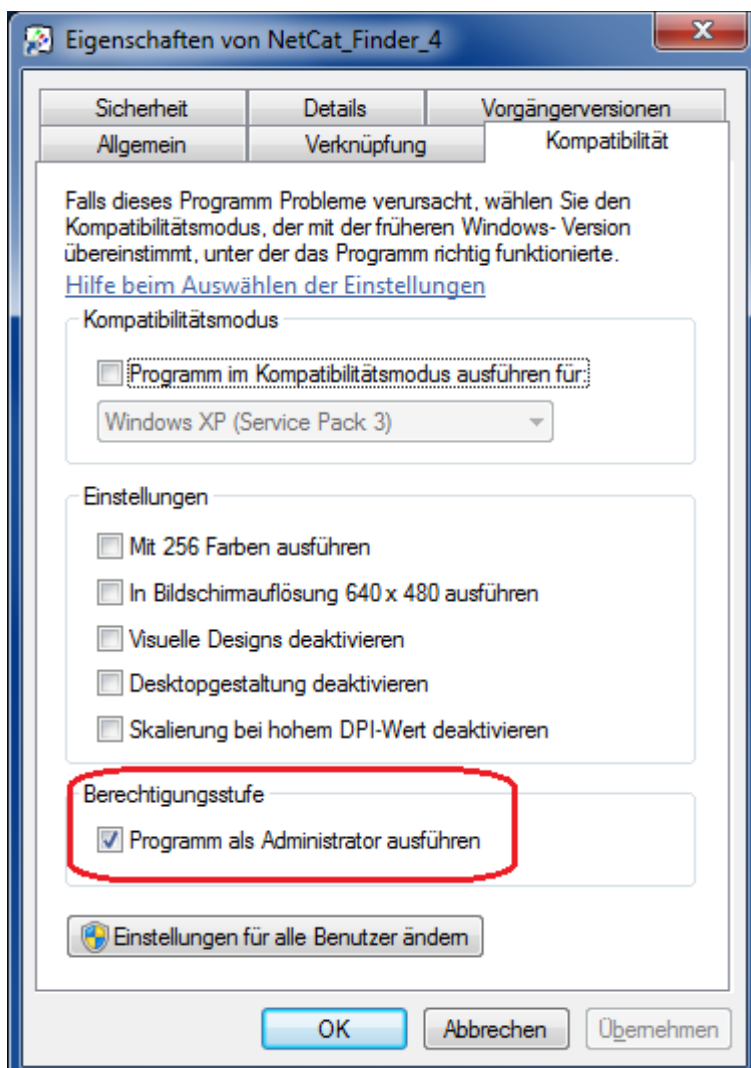 Eigenschaften von NetCat_Finder_4
Sicherheit
Details
Vorgängerversionen
Allgemein
Verknüpfung
Kompatibilität
Falls dieses Programm Probleme verursacht, wählen Sie den
Kompatibilitätsmodus, der mit der früheren Windows- Version
übereinstimmt, unter der das Programm richtig funktionierte.
Hilfe beim Auswählen der Einstellungen
Kompatibilitätsmodus
Programm im Kompatibilitätsmodus ausführen für:
Windows XP (Service Pack 3)
Einstellungen
Mit 256 Farben ausführen
In Bildschirmauflösung 640 x 480 ausführen
Visuelle Designs deaktivieren
Desktopgestaltung deaktivieren
Skalierung bei hohem DPI-Wert deaktivieren
Berechtigungsstufe
Programm als Administrator ausführen
Einstellungen für alle Benutzer ändern
OK
Abbrechen
Übernehmen